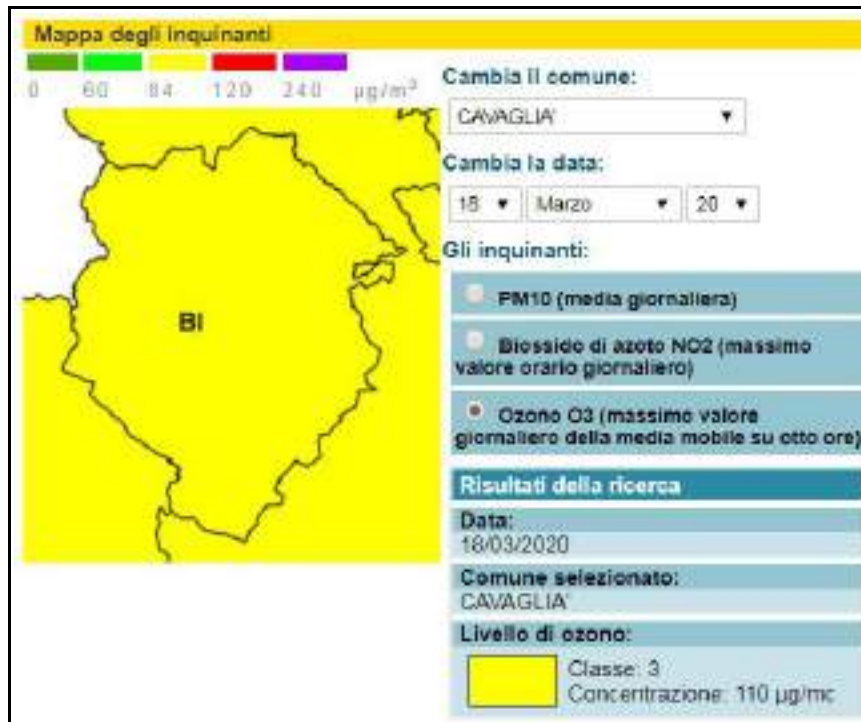 Mappa degli inquinanti
0 60 84 120 240 µg/m³
BI
Cambia il comune:
CAVAGLIA'
Cambia la data:
18 Marzo 20
Gli inquinanti:
PM10 (media giornaliera)
Biossido di azoto NO2 (massimo
valore orario giornaliero)
Ozono O3 (massimo valore
giornaliero della media mobile su otto ore)
Risultati della ricerca
Data:
18/03/2020
Comune selezionato:
CAVAGLIA'
Livello di ozono:
Classe: 3
Concentrazione: 110 µg/mc